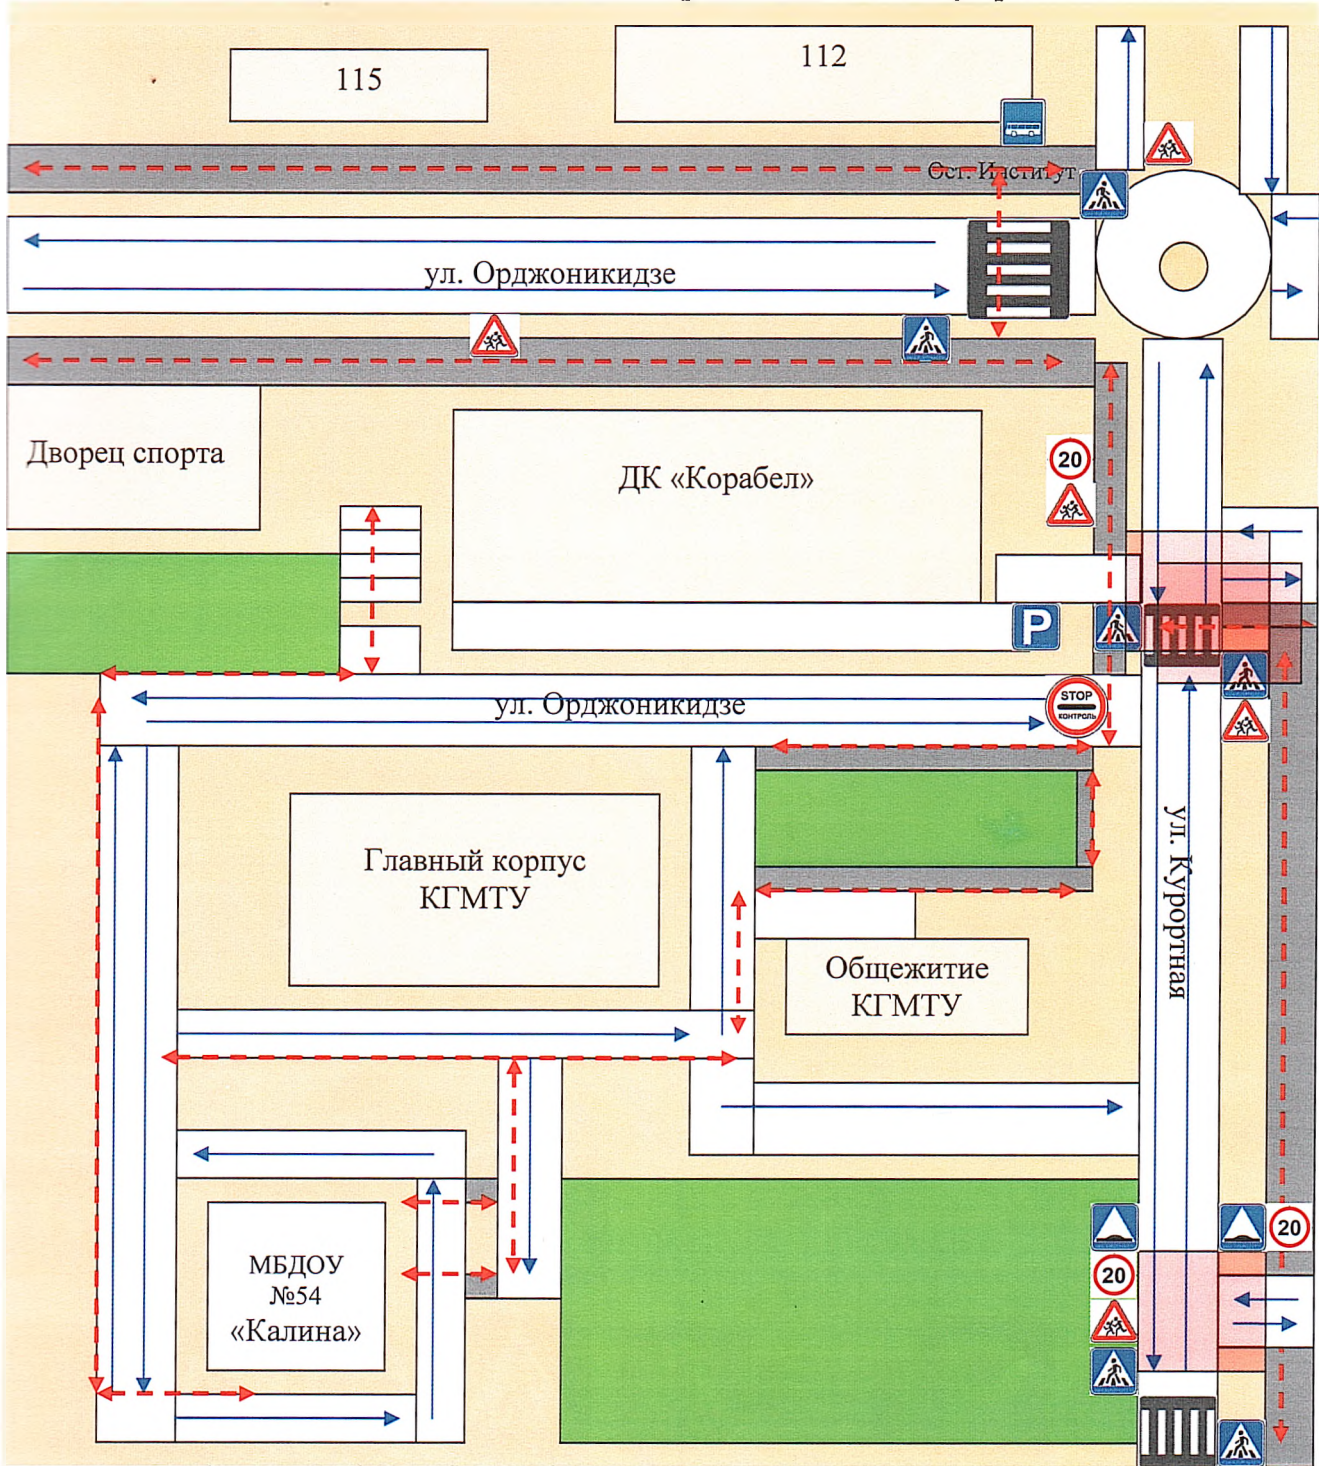 115
112
Ост. Институт
ул. Орджоникидзе
Дворец спорта
ДК «Корабел»
20
P
ул. Орджоникидзе
STOP
КОНТРОЛЬ
Главный корпус
КГМТУ
ул. Курортная
Общежитие
КГМТУ
20
20
МБДОУ
№54
«Калина»